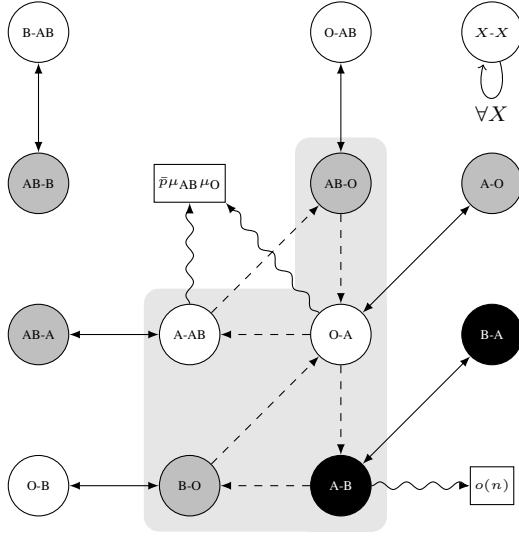 B-AB
O-AB
X-X
∀X
AB-B
p̄μ_AB μ_O
AB-O
A-O
AB-A
A-AB
O-A
B-A
O-B
B-O
A-B
o(n)